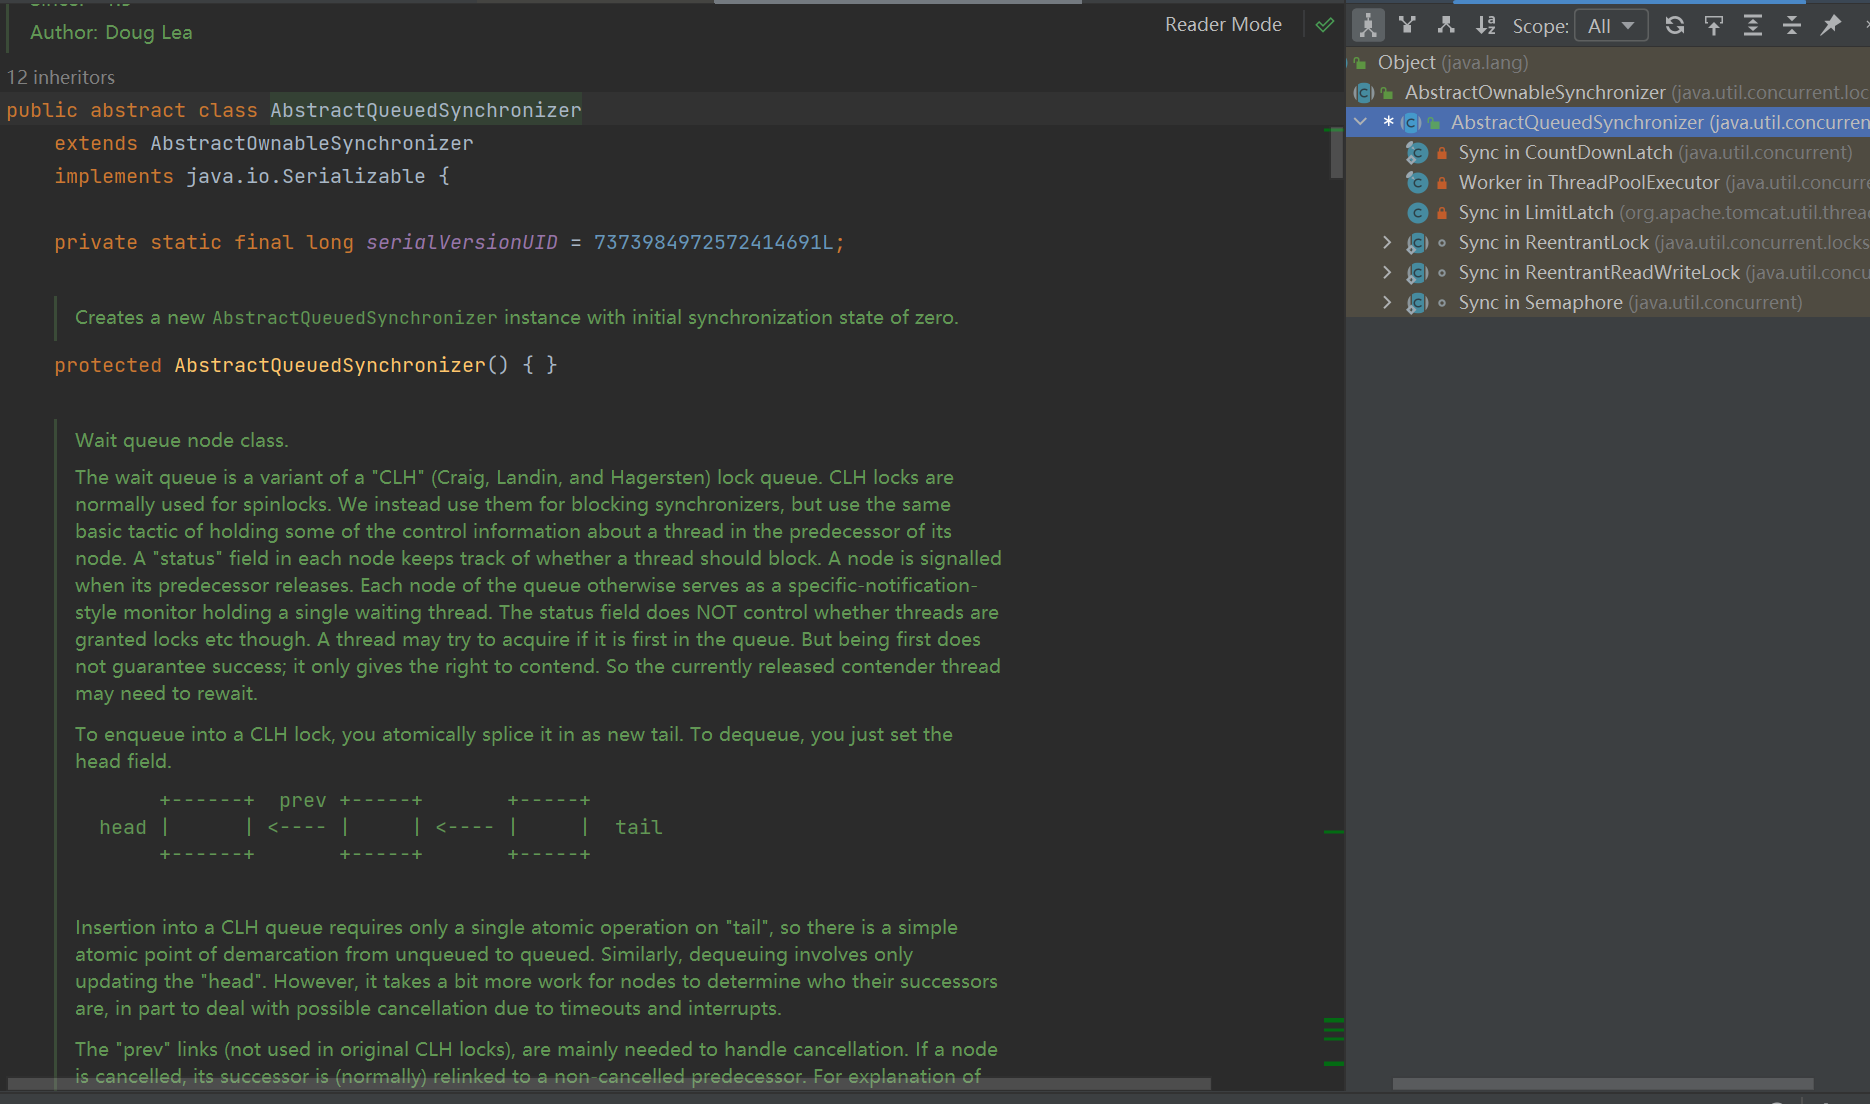 Author: Doug Lea
Reader Mode
12 inheritors
public abstract class AbstractQueuedSynchronizer
extends AbstractOwnableSynchronizer
implements java.io.Serializable {
private static final long serialVersionUID = 7373984972572414691L;
Creates a new AbstractQueuedSynchronizer instance with initial synchronization state of zero.
protected AbstractQueuedSynchronizer() { }
Wait queue node class.
The wait queue is a variant of a "CLH" (Craig, Landin, and Hagersten) lock queue. CLH locks are
normally used for spinlocks. We instead use them for blocking synchronizers, but use the same
basic tactic of holding some of the control information about a thread in the predecessor of its
node. A "status" field in each node keeps track of whether a thread should block. A node is signalled
when its predecessor releases. Each node of the queue otherwise serves as a specific-notification-
style monitor holding a single waiting thread. The status field does NOT control whether threads are
granted locks etc though. A thread may try to acquire if it is first in the queue. But being first does
not guarantee success; it only gives the right to contend. So the currently released contender thread
may need to rewait.
To enqueue into a CLH lock, you atomically splice it in as new tail. To dequeue, you just set the
head field.
+------+  prev +-----+       +-----+
head |      | <---- |     | <---- |     |  tail
+------+       +-----+       +-----+
Insertion into a CLH queue requires only a single atomic operation on "tail", so there is a simple
atomic point of demarcation from unqueued to queued. Similarly, dequeuing involves only
updating the "head". However, it takes a bit more work for nodes to determine who their successors
are, in part to deal with possible cancellation due to timeouts and interrupts.
The "prev" links (not used in original CLH locks), are mainly needed to handle cancellation. If a node
is cancelled, its successor is (normally) relinked to a non-cancelled predecessor. For explanation of
Scope: All
Object (java.lang)
AbstractOwnableSynchronizer (java.util.concurrent.loc
* AbstractQueuedSynchronizer (java.util.concurren
Sync in CountDownLatch (java.util.concurrent)
Worker in ThreadPoolExecutor (java.util.concurre
Sync in LimitLatch (org.apache.tomcat.util.threa
Sync in ReentrantLock (java.util.concurrent.locks
Sync in ReentrantReadWriteLock (java.util.concu
Sync in Semaphore (java.util.concurrent)